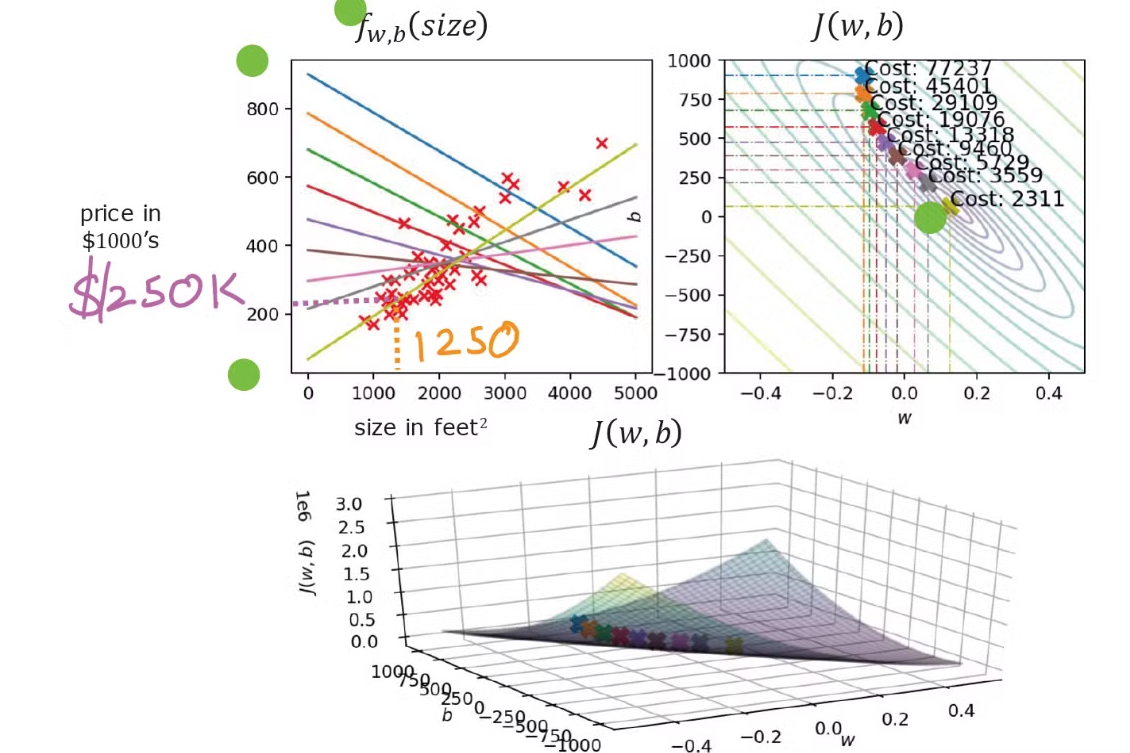 f_{w,b}(size)
J(w, b)
800
600
400
200
0
1000
2000
3000
4000
5000
price in
$1000's
$250K
1250
size in feet²
1000
750
500
250
0
−250
−500
−750
−1000
b
Cost: 77237
Cost: 45401
Cost: 29109
Cost: 19076
Cost: 13318
Cost: 9460
Cost: 5729
Cost: 3559
Cost: 2311
−0.4
−0.2
0.0
0.2
0.4
w
J(w, b)
1e6
J(w, b)
3.0
2.5
2.0
1.5
1.0
0.5
0.0
1000
750
500
250
0
−250
−500
−750
−1000
b
−0.4
−0.2
0.0
0.2
0.4
w